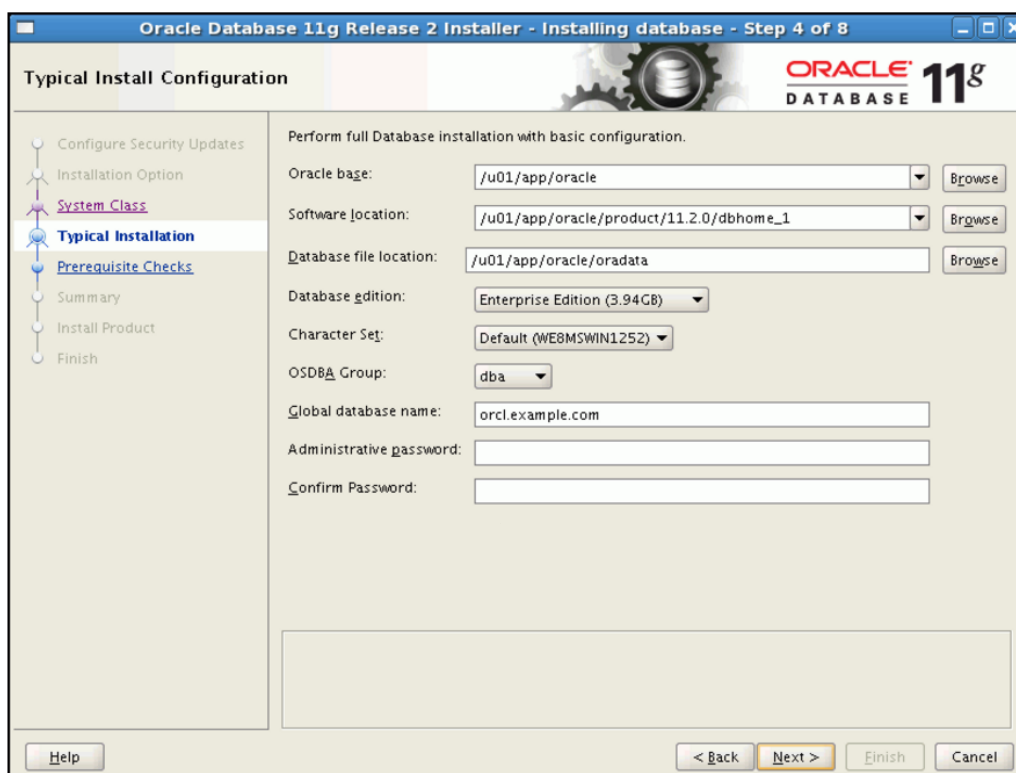 Oracle Database 11g Release 2 Installer - Installing database - Step 4 of 8
Typical Install Configuration
ORACLE DATABASE 11g
Configure Security Updates
Installation Option
System Class
Typical Installation
Prerequisite Checks
Summary
Install Product
Finish
Perform full Database installation with basic configuration.
Oracle base: /u01/app/oracle Browse
Software location: /u01/app/oracle/product/11.2.0/dbhome_1 Browse
Database file location: /u01/app/oracle/oradata Browse
Database edition: Enterprise Edition (3.94GB)
Character Set: Default (WE8MSWIN1252)
OSDBA Group: dba
Global database name: orcl.example.com
Administrative password:
Confirm Password:
Help < Back Next > Finish Cancel